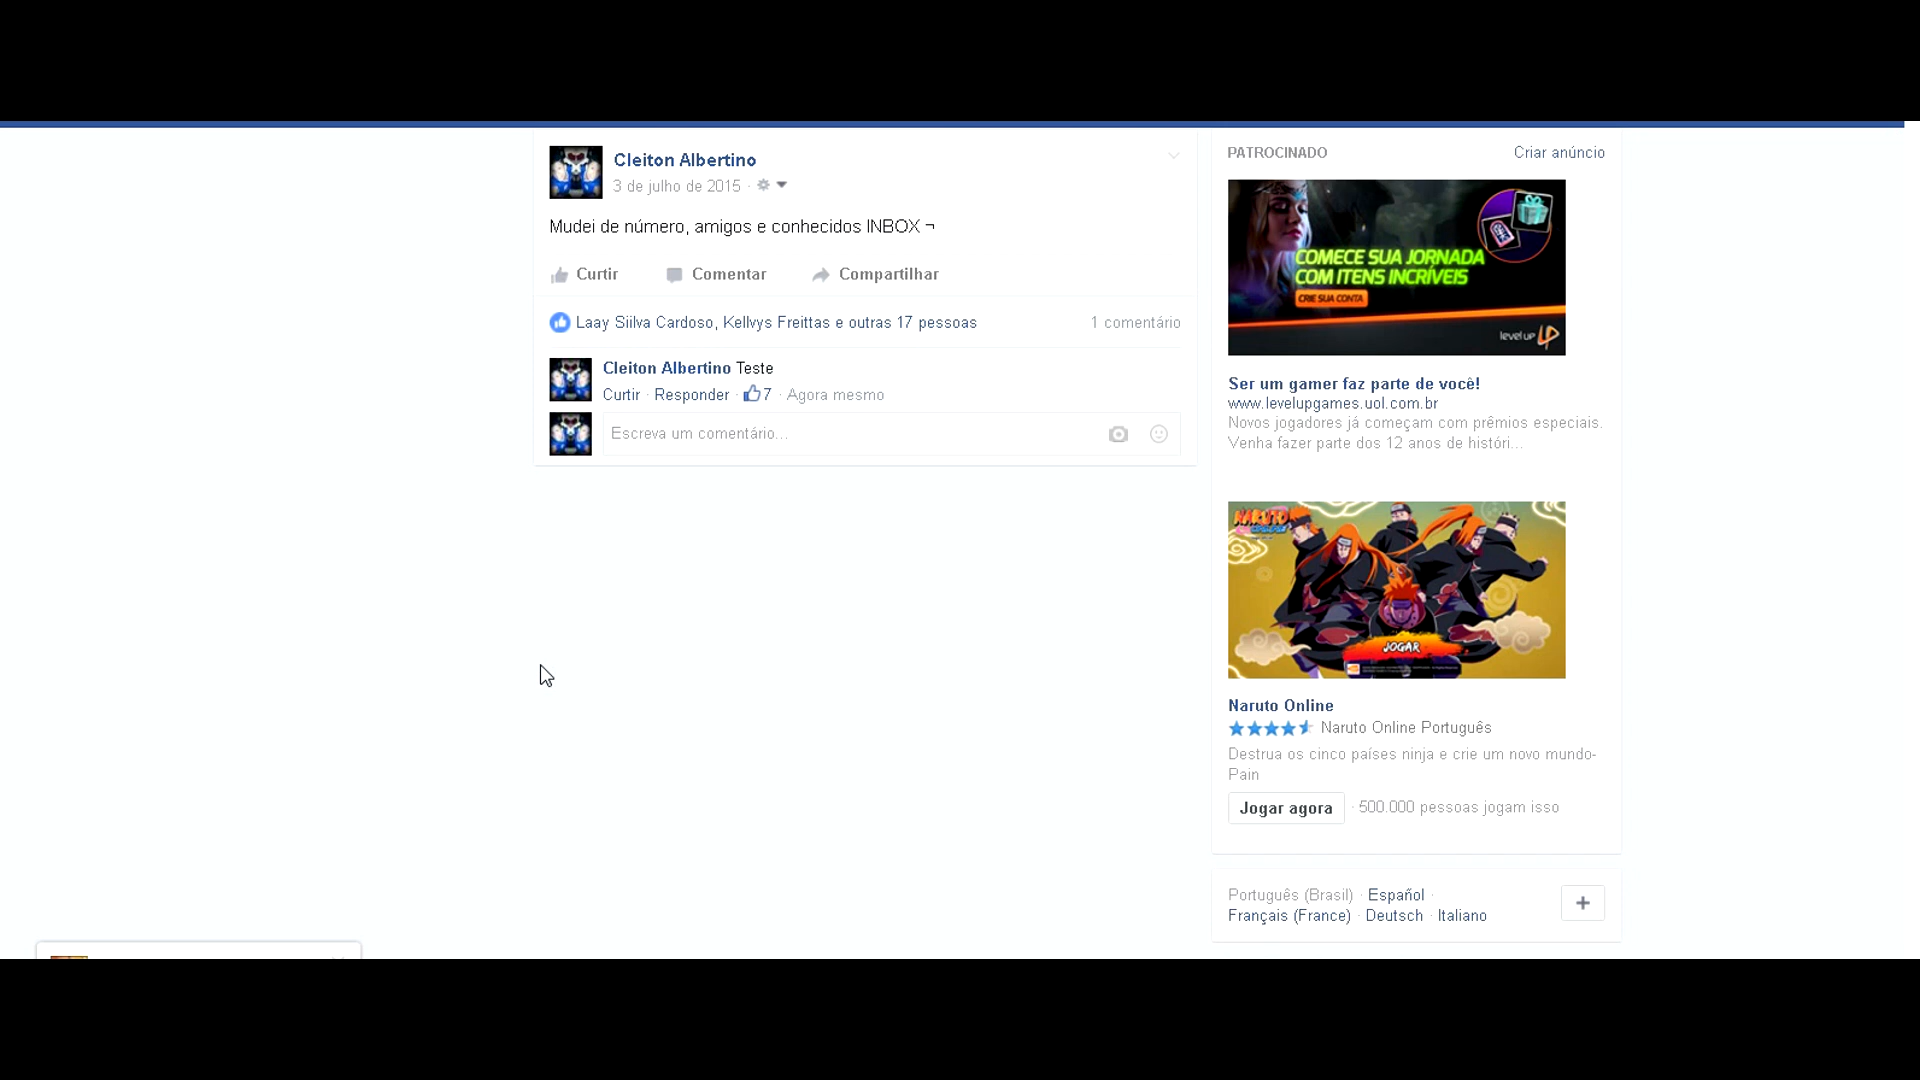 Cleiton Albertino
3 de julho de 2015 ·
Mudei de número, amigos e conhecidos INBOX ¬
Curtir Comentar Compartilhar
Laay Siilva Cardoso, Kellvys Freittas e outras 17 pessoas 1 comentário
Cleiton Albertino Teste
Curtir · Responder · 7 · Agora mesmo
Escreva um comentário...
PATROCINADO Criar anúncio
COMECE SUA JORNADA
COM ITENS INCRÍVEIS
CRIE SUA CONTA
level up
Ser um gamer faz parte de você!
www.levelupgames.uol.com.br
Novos jogadores já começam com prêmios especiais.
Venha fazer parte dos 12 anos de históri...
NARUTO
JOGAR
Naruto Online
Naruto Online Português
Destrua os cinco países ninja e crie um novo mundo-
Pain
Jogar agora · 500.000 pessoas jogam isso
Português (Brasil) · Español ·
Français (France) · Deutsch · Italiano
+